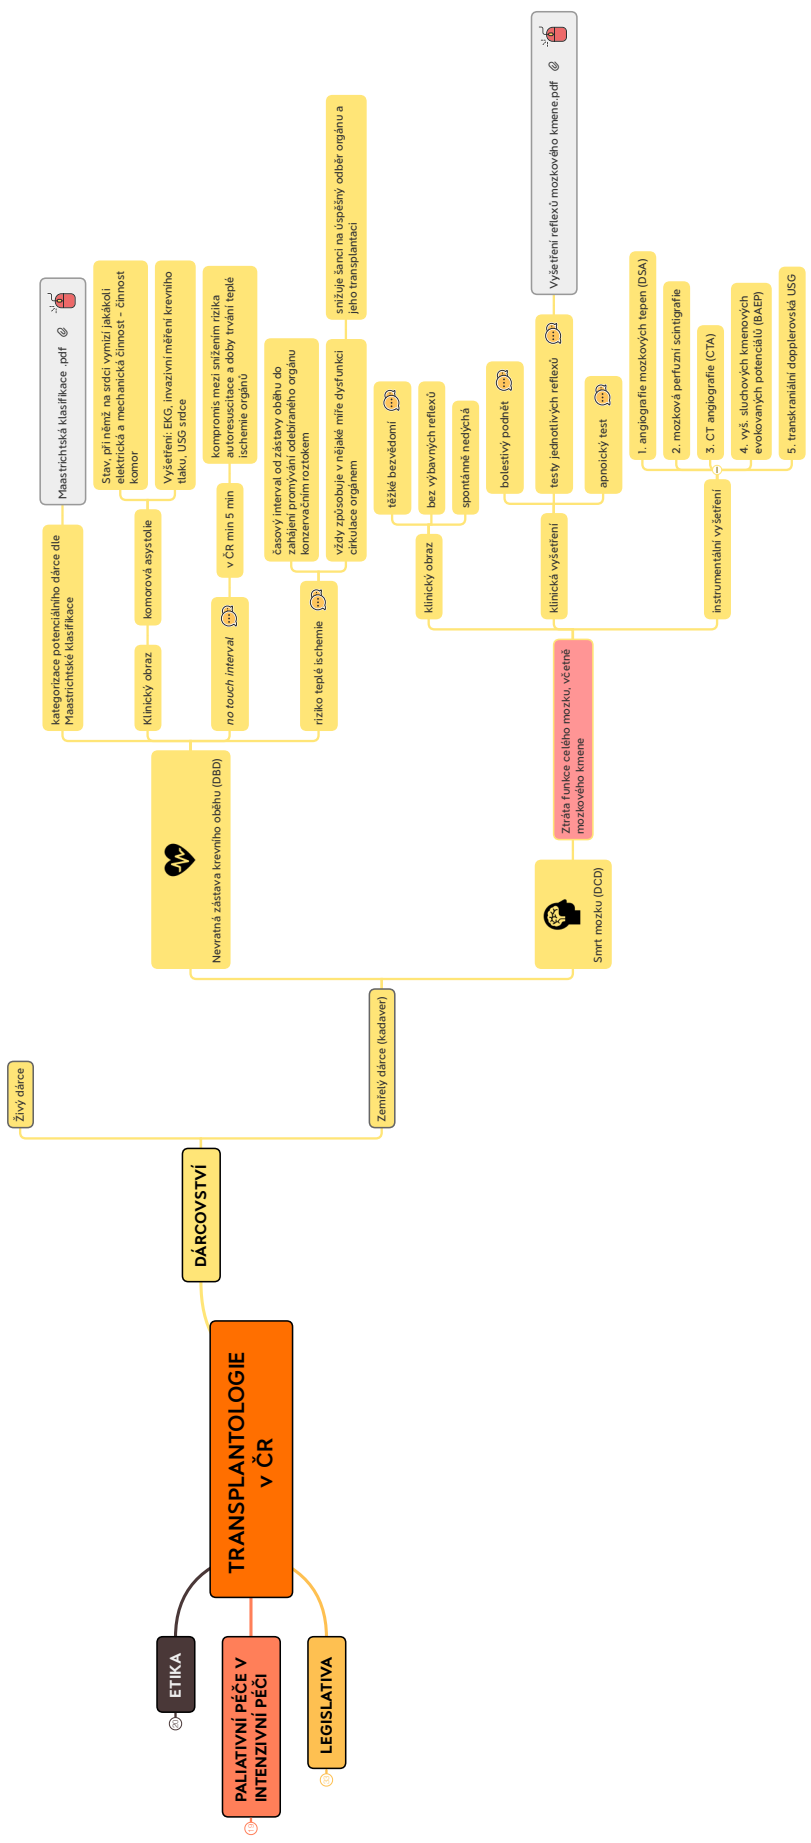 TRANSPLANTOLOGIE
v ČR
DÁRCOVSTVÍ
Živý dárce
Zemřelý dárce (kadaver)
Nevratná zástava krevního oběhu (DBD)
kategorizace potenciálního dárce dle
Maastrichtské klasifikace
Maastrichtská klasifikace .pdf
Klinický obraz
komorová asystolie
Stav, při němž na srdci vymizí jakákoli
elektrická a mechanická činnost - činnost
komor
Vyšetření: EKG, invazivní měření krevního
tlaku, USG srdce
no touch interval
v ČR min 5 min
kompromis mezi snížením rizika
autoresuscitace a doby trvání teplé
ischemie orgánů
riziko teplé ischemie
časový interval od zástavy oběhu do
zahájení promývání odebíraného orgánu
konzervačním roztokem
vždy způsobuje v nějaké míře dysfunkci
cirkulace orgánem
snižuje šanci na úspěšný odběr orgánu a
jeho transplantaci
Smrt mozku (DCD)
Ztráta funkce celého mozku, včetně
mozkového kmene
klinický obraz
těžké bezvědomí
bez výbavných reflexů
spontánně nedýchá
klinická vyšetření
bolestivý podnět
testy jednotlivých reflexů
Vyšetření reflexů mozkového kmene.pdf
apnoický test
instrumentální vyšetření
1. angiografie mozkových tepen (DSA)
2. mozková perfuzní scintigrafie
3. CT angiografie (CTA)
4. vyš. sluchových kmenových
evokovaných potenciálů (BAEP)
5. transkraniální dopplerovská USG
ETIKA
20
PALIATIVNÍ PÉČE V
INTENZIVNÍ PÉČI
LEGISLATIVA